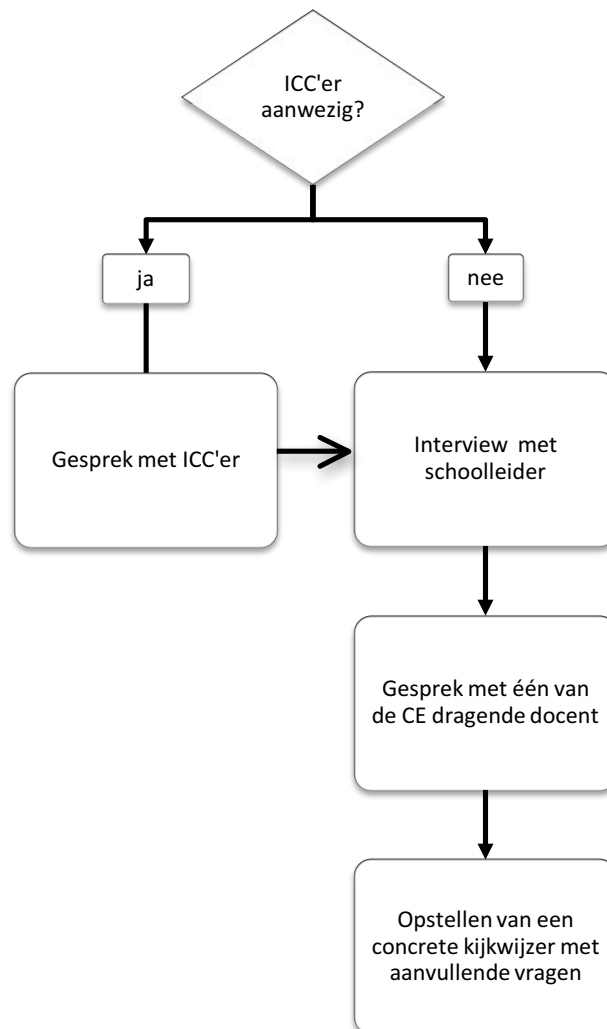 ICC'er
aanwezig?
ja
nee
Gesprek met ICC'er
Interview met
schoolleider
Gesprek met één van
de CE dragende docent
Opstellen van een
concrete kijkwijzer met
aanvullende vragen